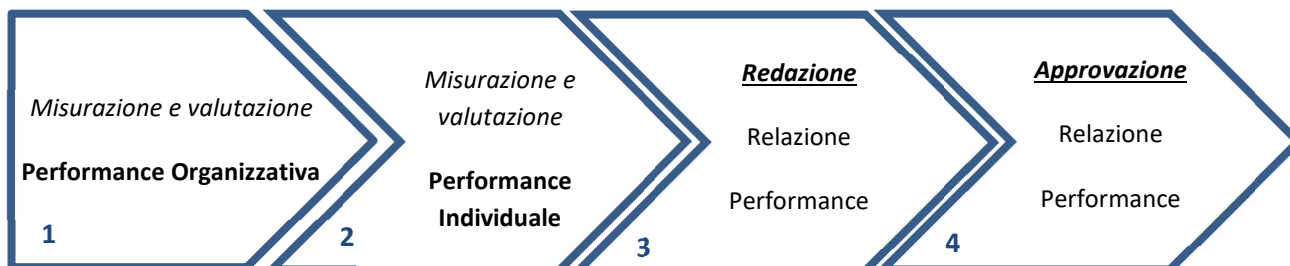 Misurazione e valutazione
Performance Organizzativa
1
Misurazione e
valutazione
Performance
Individuale
2
Redazione
Relazione
Performance
3
Approvazione
Relazione
Performance
4